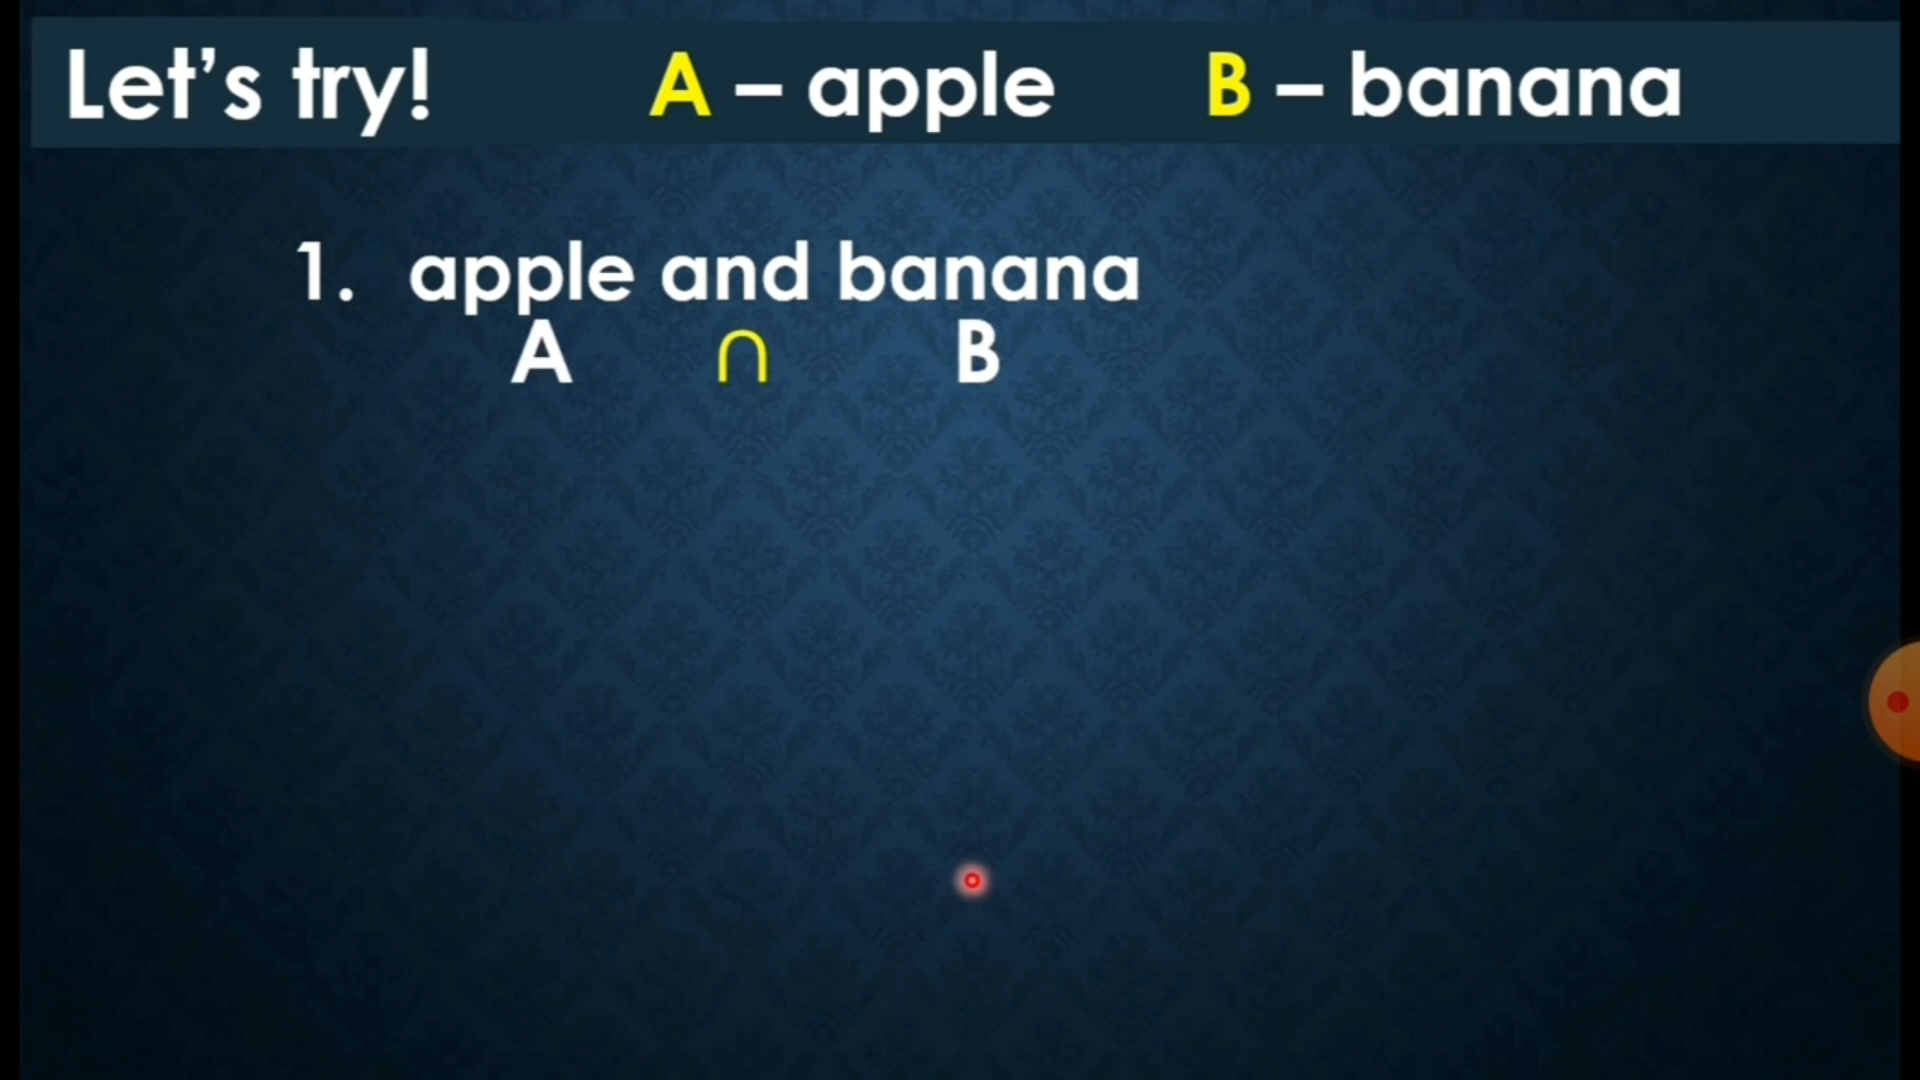 Let’s try! A – apple B – banana
1. apple and banana
A ∩ B